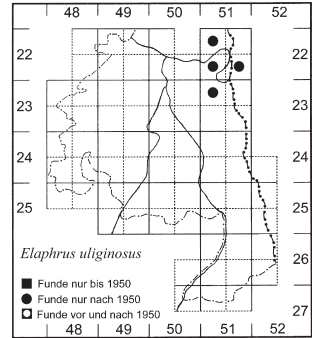 48 49 50 51 52
22 22
23 23
24 24
25 25
26
27
Elaphrus uliginosus
Funde nur bis 1950
Funde nur nach 1950
Funde vor und nach 1950
48 49 50 51 52